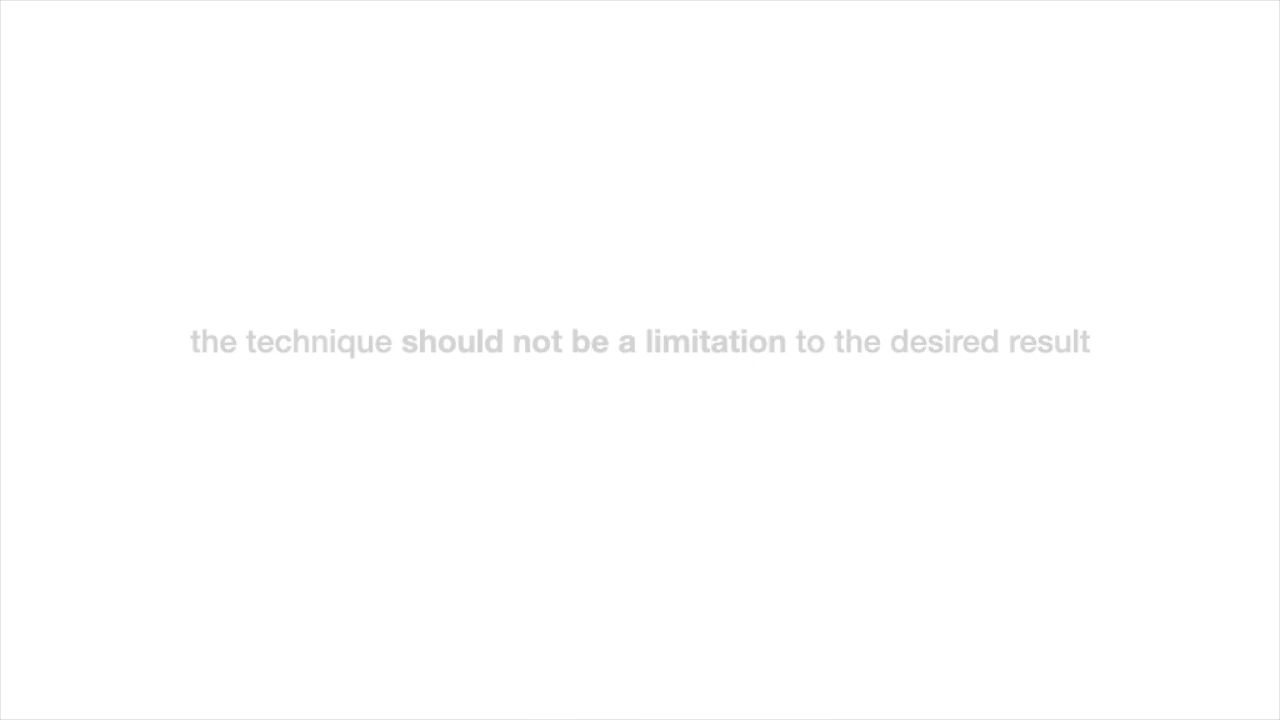 the technique should not be a limitation to the desired result